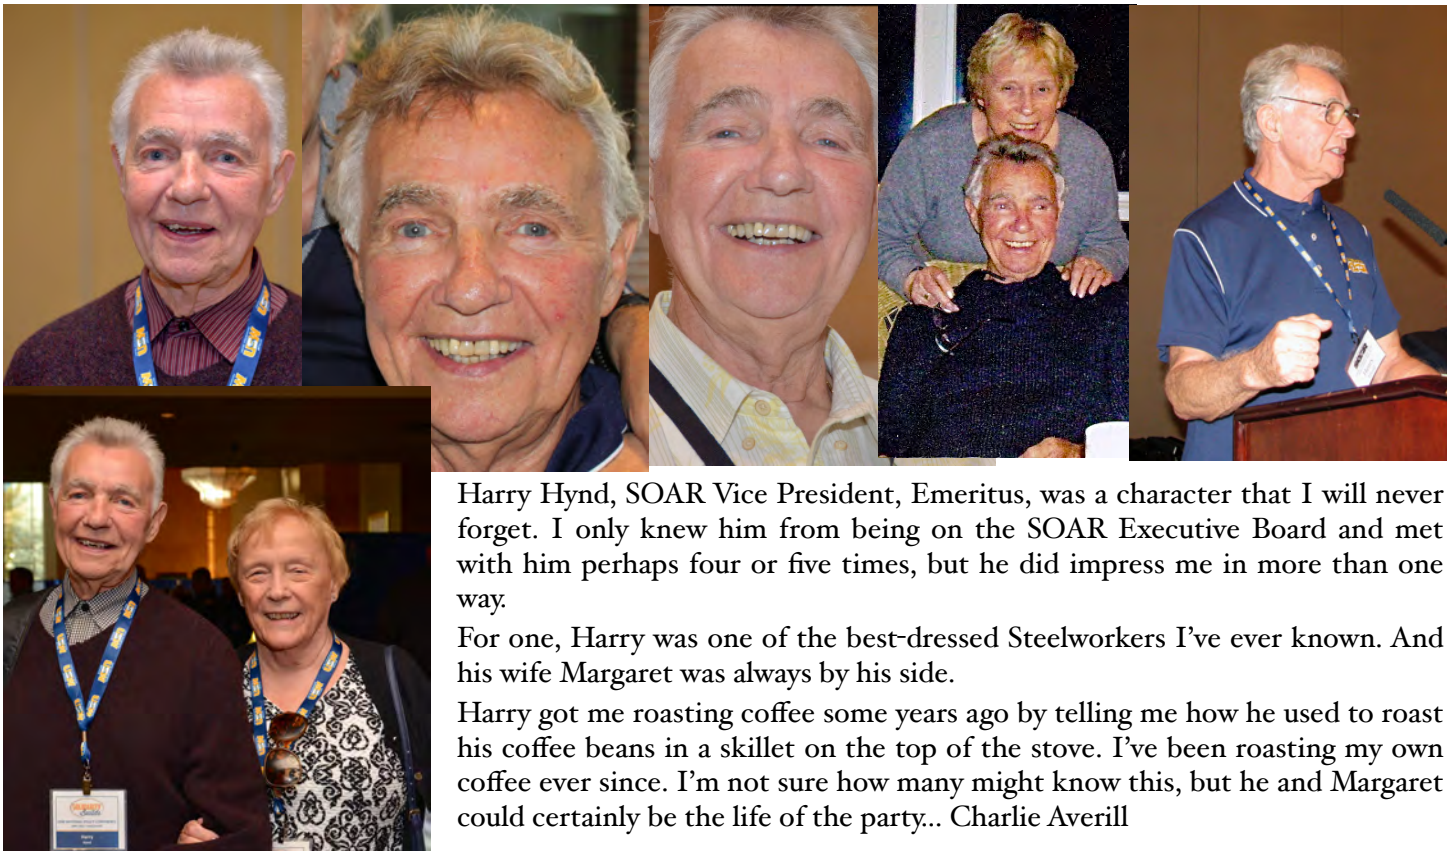 Harry Hynd, SOAR Vice President, Emeritus, was a character that I will never
forget. I only knew him from being on the SOAR Executive Board and met
with him perhaps four or five times, but he did impress me in more than one
way.
For one, Harry was one of the best-dressed Steelworkers I’ve ever known. And
his wife Margaret was always by his side.
Harry got me roasting coffee some years ago by telling me how he used to roast
his coffee beans in a skillet on the top of the stove. I’ve been roasting my own
coffee ever since. I’m not sure how many might know this, but he and Margaret
could certainly be the life of the party... Charlie Averill
Harry